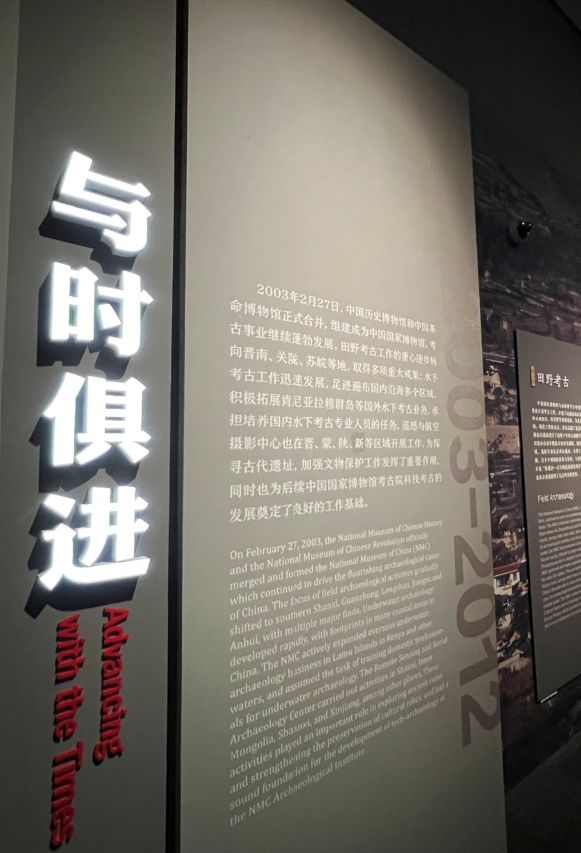 与时俱进
Advancing
with the Times
2003年2月27日，中国历史博物馆和中国革
命博物馆正式合并，组建成为中国国家博物馆，考
古事业继续蓬勃发展。田野考古工作的重心逐步转
向晋南、关陇、苏皖等地，取得多项重大成果；水下
考古工作迅速发展，足迹遍布国内沿海多个区域，
积极拓展肯尼亚拉穆群岛等国外水下考古业务，承
担培养国内水下考古专业人员的任务，遥感与航空
摄影中心也在晋、蒙、陕、新等区域开展工作，为探
寻古代遗址，加强文物保护工作发挥了重要作用，
同时也为后续中国国家博物馆考古院科技考古的
发展奠定了良好的工作基础。
On February 27, 2003, the National Museum of Chinese History
and the National Museum of Chinese Revolution officially
merged and formed the National Museum of China (NMC)
which continued to drive the flourishing archaeological cause
of China. The focus of field archaeological activities gradually
shifted to southern Shanxi, Guanzhong, Longshan, Jiangsu and
Anhui, with multiple major finds. Underwater archaeology
developed rapidly, with footprints in many coastal areas in
China. The NMC actively expanded overseas underwater
archaeology business in Lamu Islands in Kenya and other
waters, and assumed the task of training domestic profession-
als for underwater archaeology. The Remote Sensing and Aerial
Archaeology Center carried out activities in Shanxi, Inner
Mongolia, Shaanxi, and Xinjiang, among other places. These
activities played an important role in exploring ancient ruins
and strengthening the preservation of cultural relics, and laid a
sound foundation for the development of tech-archaeology at
the NMC Archaeological Institute.
003-2012
田野考古
Field Archaeology